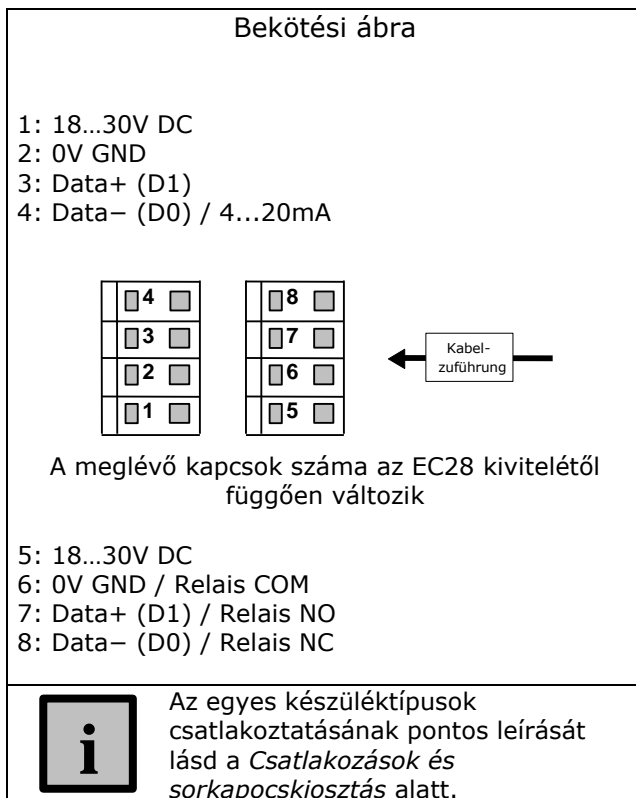 Bekötési ábra
1: 18...30V DC
2: 0V GND
3: Data+ (D1)
4: Data− (D0) / 4...20mA
4 8
3 7
2 6
1 5
Kabel-
zuführung
A meglévő kapcsok száma az EC28 kivitelétől
függően változik
5: 18...30V DC
6: 0V GND / Relais COM
7: Data+ (D1) / Relais NO
8: Data− (D0) / Relais NC
i
Az egyes készüléktípusok
csatlakoztatásának pontos leírását
lásd a Csatlakozások és
sorkapocskiosztás alatt.